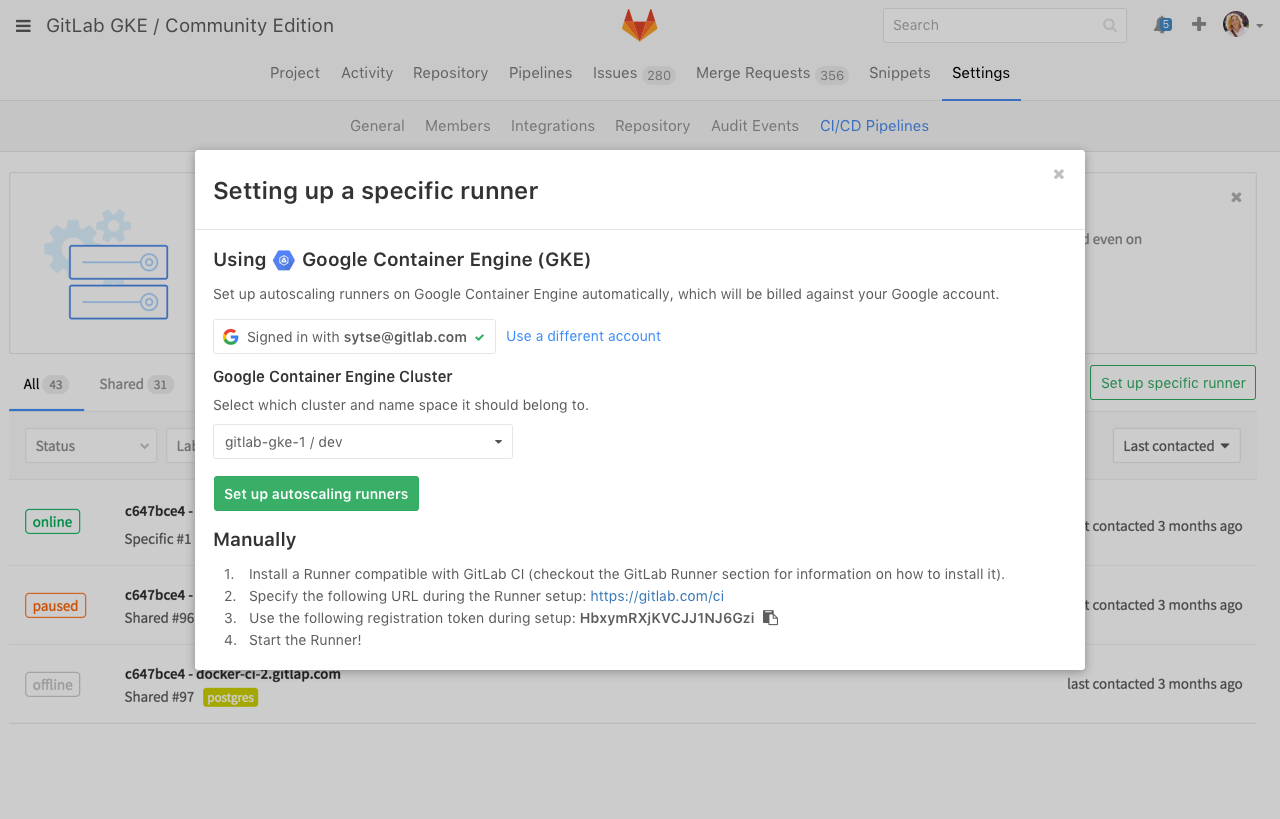 GitLab GKE / Community Edition
Search
5
Project Activity Repository Pipelines Issues 280 Merge Requests 356 Snippets Settings
General Members Integrations Repository Audit Events CI/CD Pipelines
Setting up a specific runner
Using Google Container Engine (GKE)
even on
Set up autoscaling runners on Google Container Engine automatically, which will be billed against your Google account.
Signed in with sytse@gitlab.com Use a different account
Google Container Engine Cluster
All 43 Shared 31
Set up specific runner
Select which cluster and name space it should belong to.
gitlab-gke-1 / dev
Status
Last contacted
Set up autoscaling runners
c647bce4 -
online
contacted 3 months ago
Specific #1
Manually
1. Install a Runner compatible with GitLab CI (checkout the GitLab Runner section for information on how to install it).
2. Specify the following URL during the Runner setup: https://gitlab.com/ci
3. Use the following registration token during setup: HbxymRXjKVCJJ1NJ6Gzi
4. Start the Runner!
c647bce4 -
paused
contacted 3 months ago
Shared #96
c647bce4 - docker-ci-2.gitlap.com
offline
last contacted 3 months ago
Shared #97 postgres